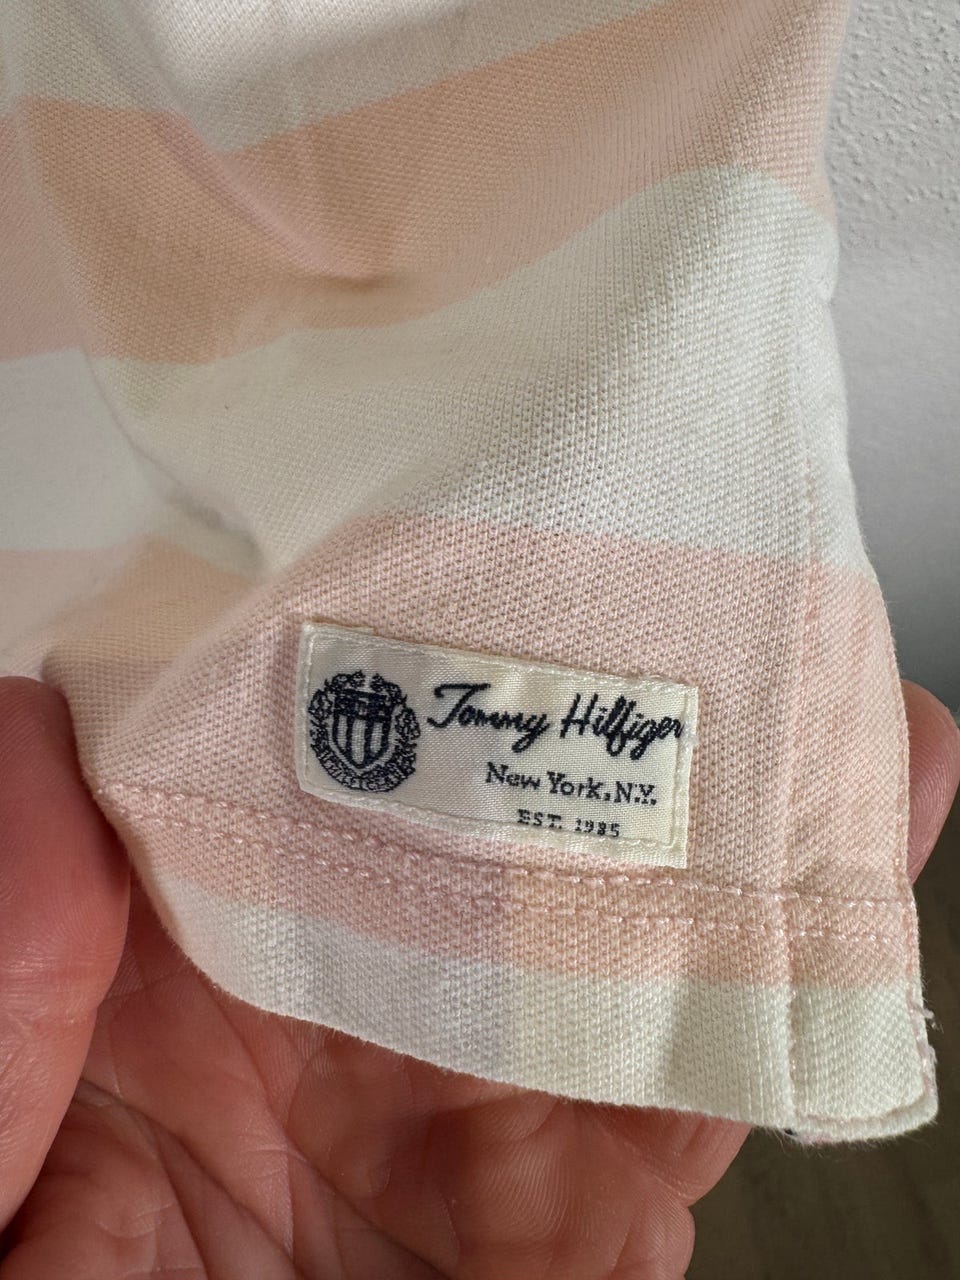 Tommy Hilfiger
New York, N.Y.
EST. 1985